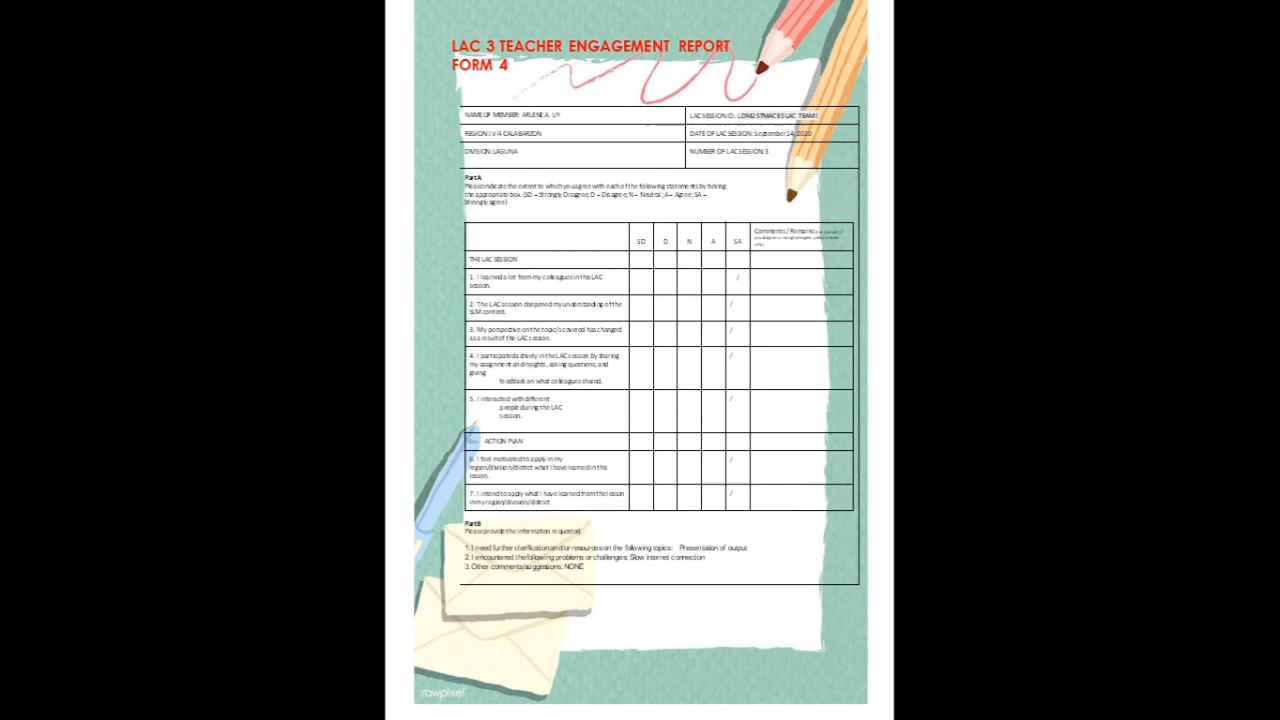 LAC 3 TEACHER ENGAGEMENT REPORT
FORM 4
NAME OF MEMBER: ARLENE A. UY
LAC SESSION ID.: LDM2 STMACES LAC TEAM 1
REGION: IV A CALABARZON
DATE OF LAC SESSION: September 14, 2020
DIVISION: LAGUNA
NUMBER OF LAC SESSION: 3
Part A
Please indicate the extent to which you agree with each of the following statements by ticking
the appropriate box. (SD – Strongly Disagree; D – Disagree; N – Neutral; A – Agree; SA –
Strongly agree)
SD D N A SA Comments / Remarks
THE LAC SESSION
1. I learned a lot from my colleagues in this LAC
session.
/
2. The LAC session deepened my understanding of the
SLM content.
/
3. My perspective on the topic/s covered has changed
as a result of the LAC session.
/
4. I participated actively in the LAC session by sharing
my assignment and insights, asking questions, and
giving
feedback on what colleagues shared.
/
5. I interacted with different
people during the LAC
session.
/
ACTION PLAN
6. I feel motivated to apply in my
region/division/district what I have learned in this
lesson.
/
7. I intend to apply what I have learned from the lesson
in my region/division/district
/
Part B
Please provide the information requested.
1. I need further clarification and/or resources on the following topics: Presentation of output
2. I encountered the following problems or challenges: Slow internet connection
3. Other comments/suggestions: NONE
rawpixel